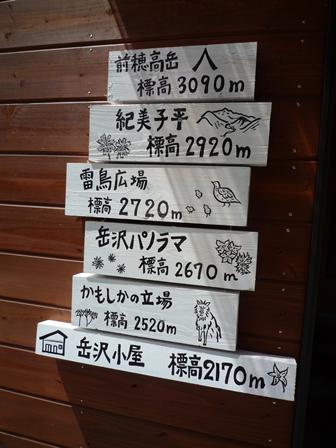 前穂高岳
標高 3090m
紀美子平
標高 2920m
雷鳥広場
標高 2720m
岳沢パノラマ
標高 2670m
かもしかの立場
標高 2520m
岳沢小屋 標高2170m